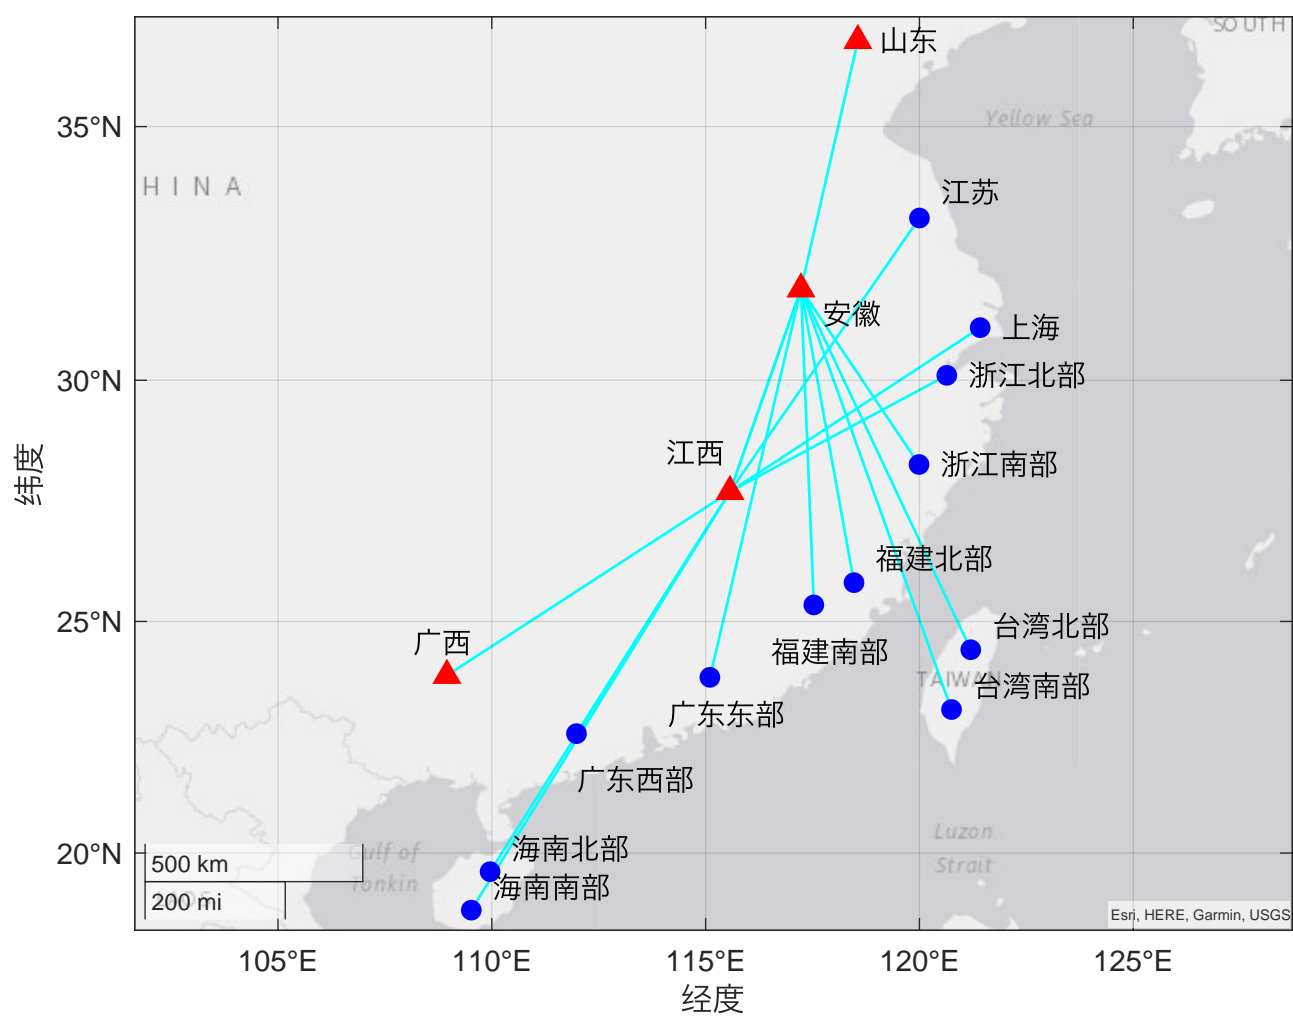 SOUTH
山东
35°N
Yellow Sea
HINA
江苏
安徽
上海
30°N
浙江北部
江西
浙江南部
纬度
福建北部
25°N
台湾北部
广西
福建南部
TAIWAN
台湾南部
广东东部
广东西部
Luzon
Strait
海南北部
Gulf of
Tonkin
20°N
500 km
海南南部
200 mi
Esri, HERE, Garmin, USGS
105°E
110°E
115°E
120°E
125°E
经度